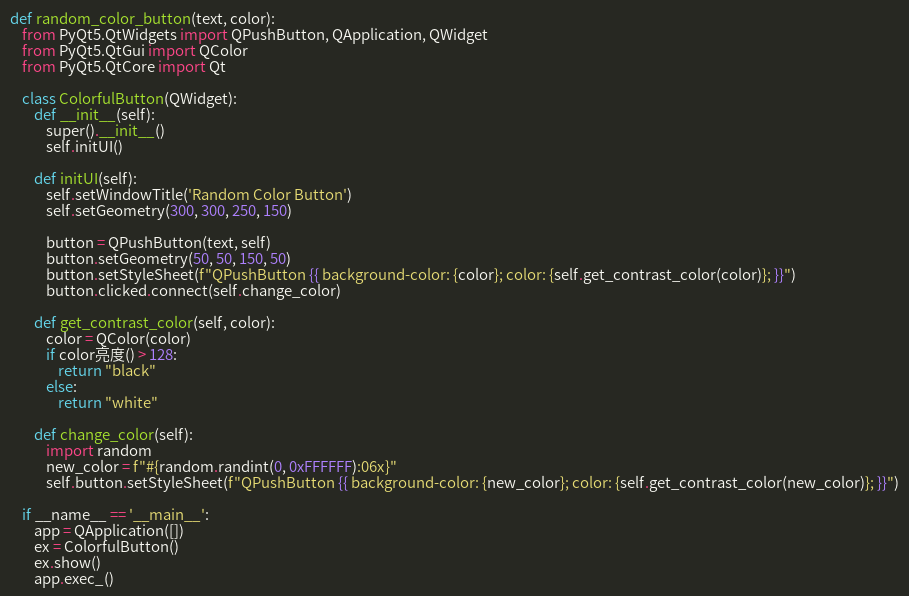 def random_color_button(text, color):
    from PyQt5.QtWidgets import QPushButton, QApplication, QWidget
    from PyQt5.QtGui import QColor
    from PyQt5.QtCore import Qt

    class ColorfulButton(QWidget):
        def __init__(self):
            super().__init__()
            self.initUI()

        def initUI(self):
            self.setWindowTitle('Random Color Button')
            self.setGeometry(300, 300, 250, 150)

            button = QPushButton(text, self)
            button.setGeometry(50, 50, 150, 50)
            button.setStyleSheet(f"QPushButton {{ background-color: {color}; color: {self.get_contrast_color(color)}; }}")
            button.clicked.connect(self.change_color)

        def get_contrast_color(self, color):
            color = QColor(color)
            if color亮度() > 128:
                return "black"
            else:
                return "white"

        def change_color(self):
            import random
            new_color = f"#{random.randint(0, 0xFFFFFF):06x}"
            self.button.setStyleSheet(f"QPushButton {{ background-color: {new_color}; color: {self.get_contrast_color(new_color)}; }}")

    if __name__ == '__main__':
        app = QApplication([])
        ex = ColorfulButton()
        ex.show()
        app.exec_()